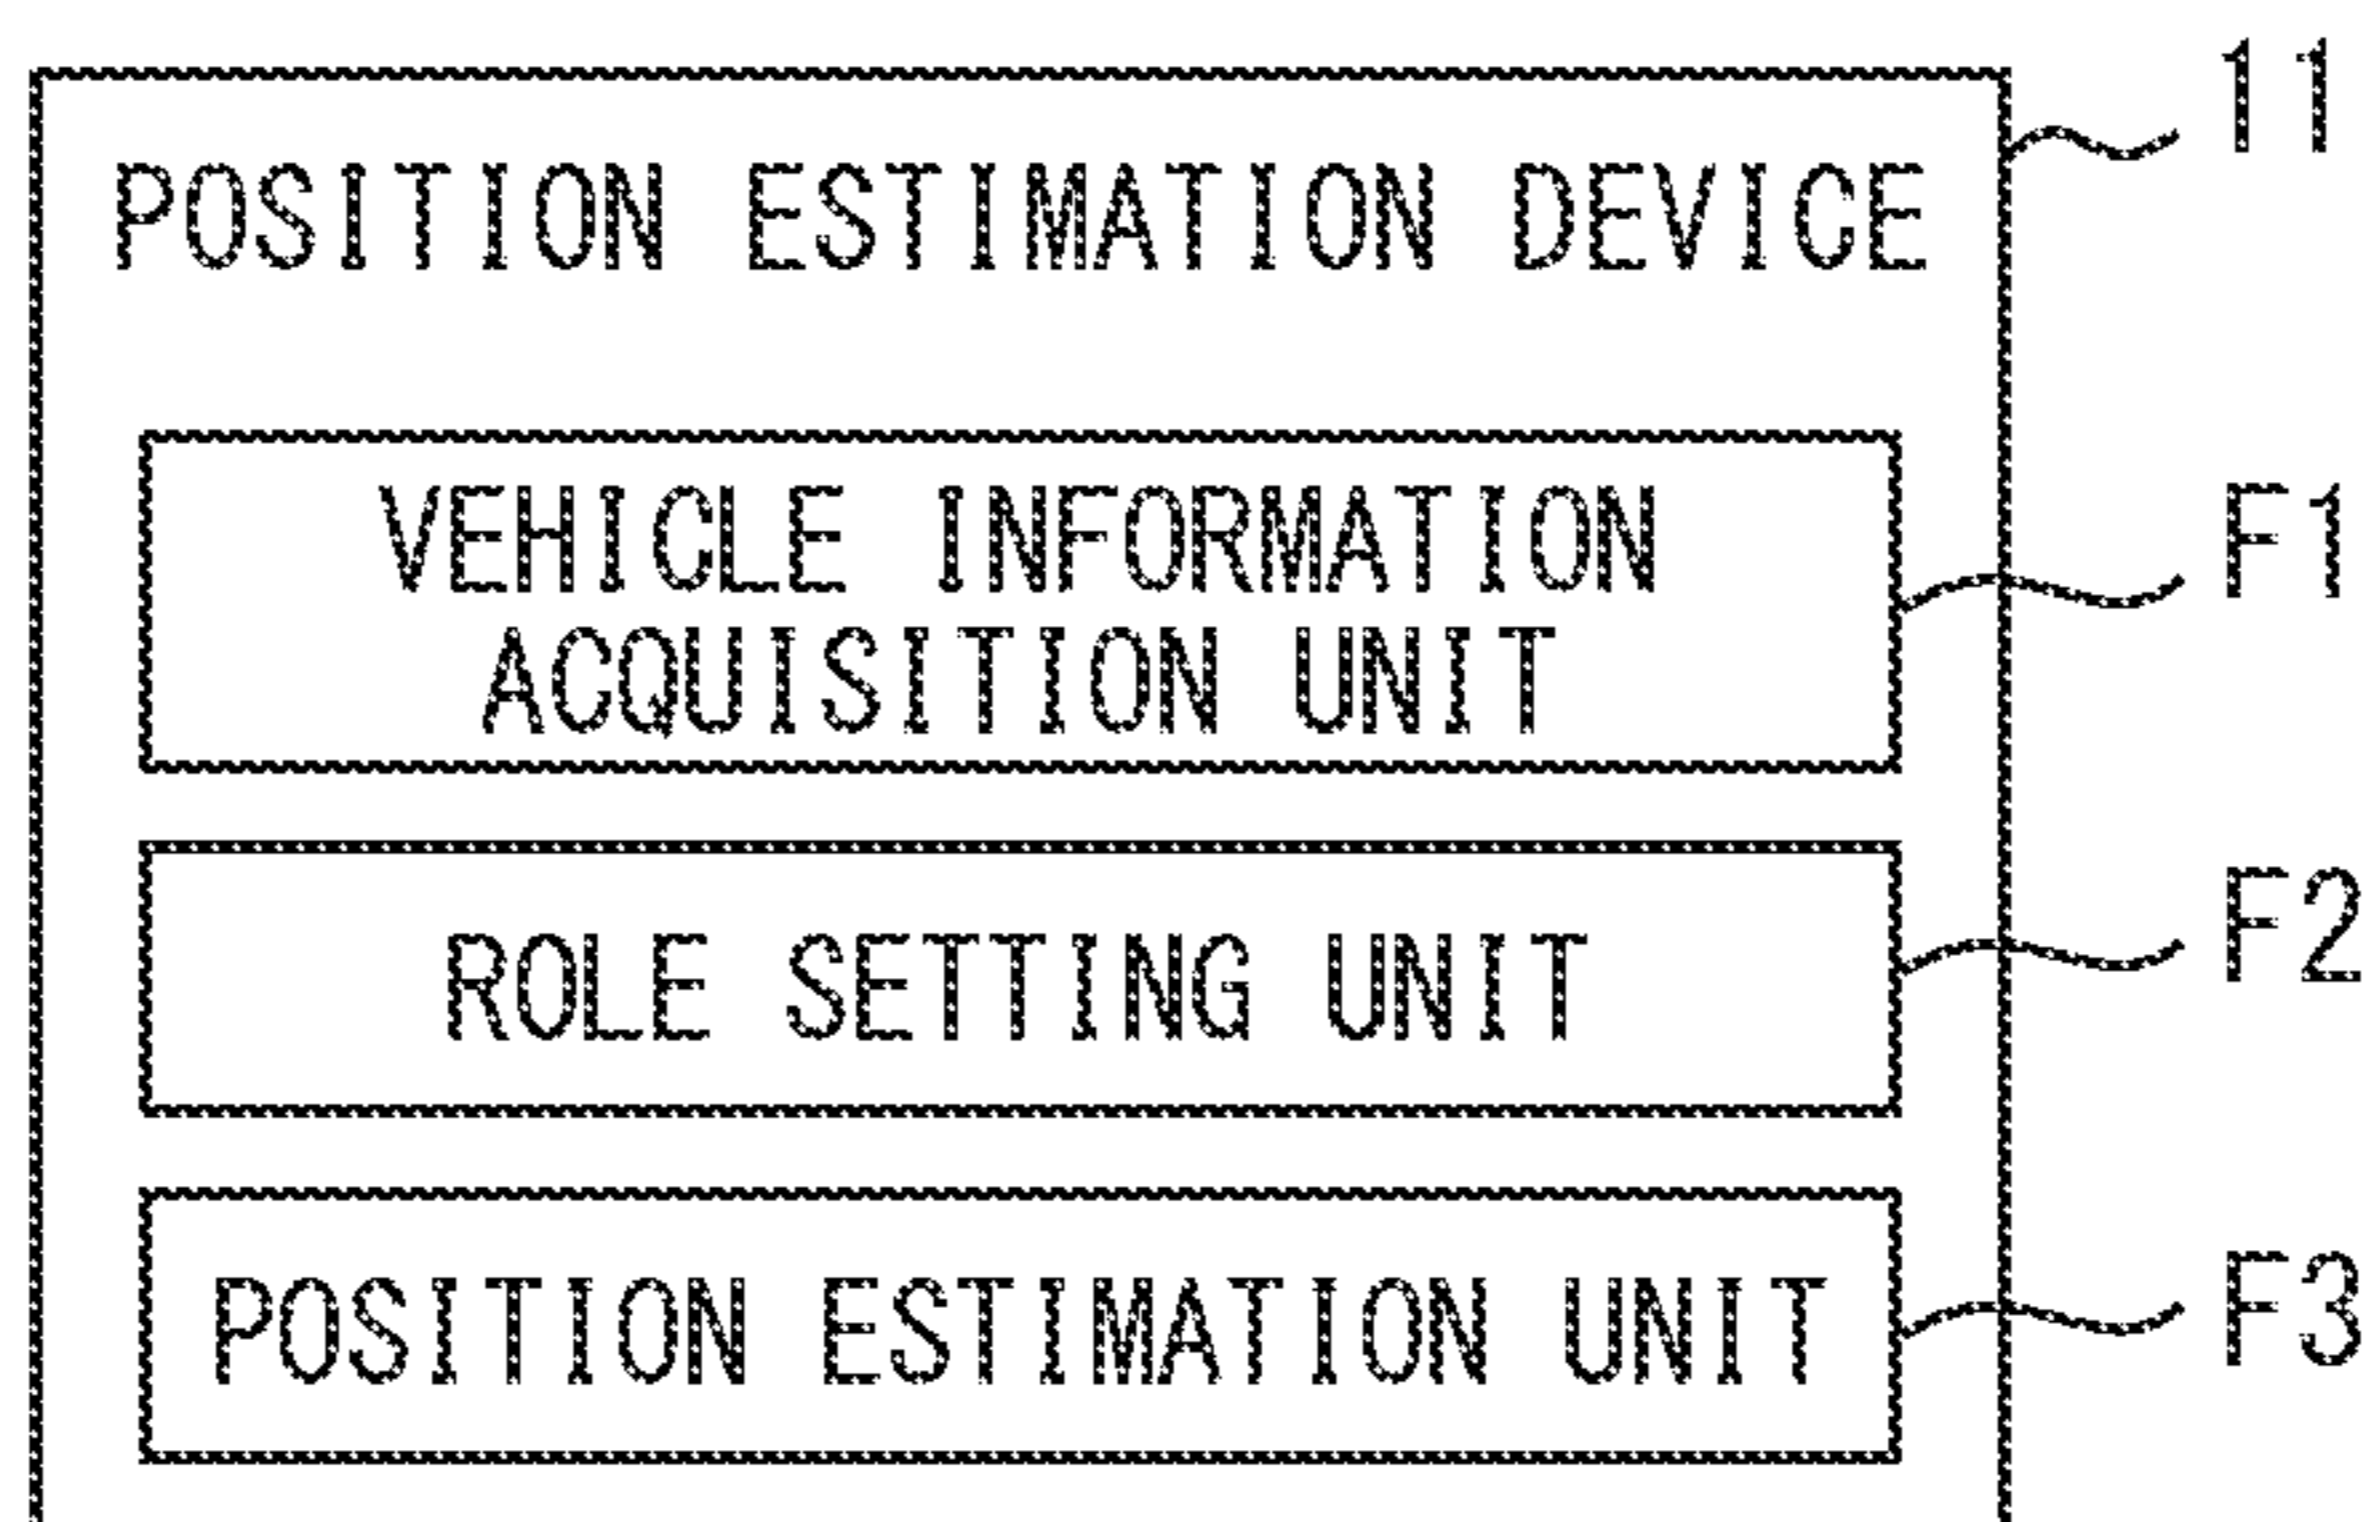 11
POSITION ESTIMATION DEVICE
VEHICLE INFORMATION
ACQUISITION UNIT
F1
ROLE SETTING UNIT
F2
POSITION ESTIMATION UNIT
F3